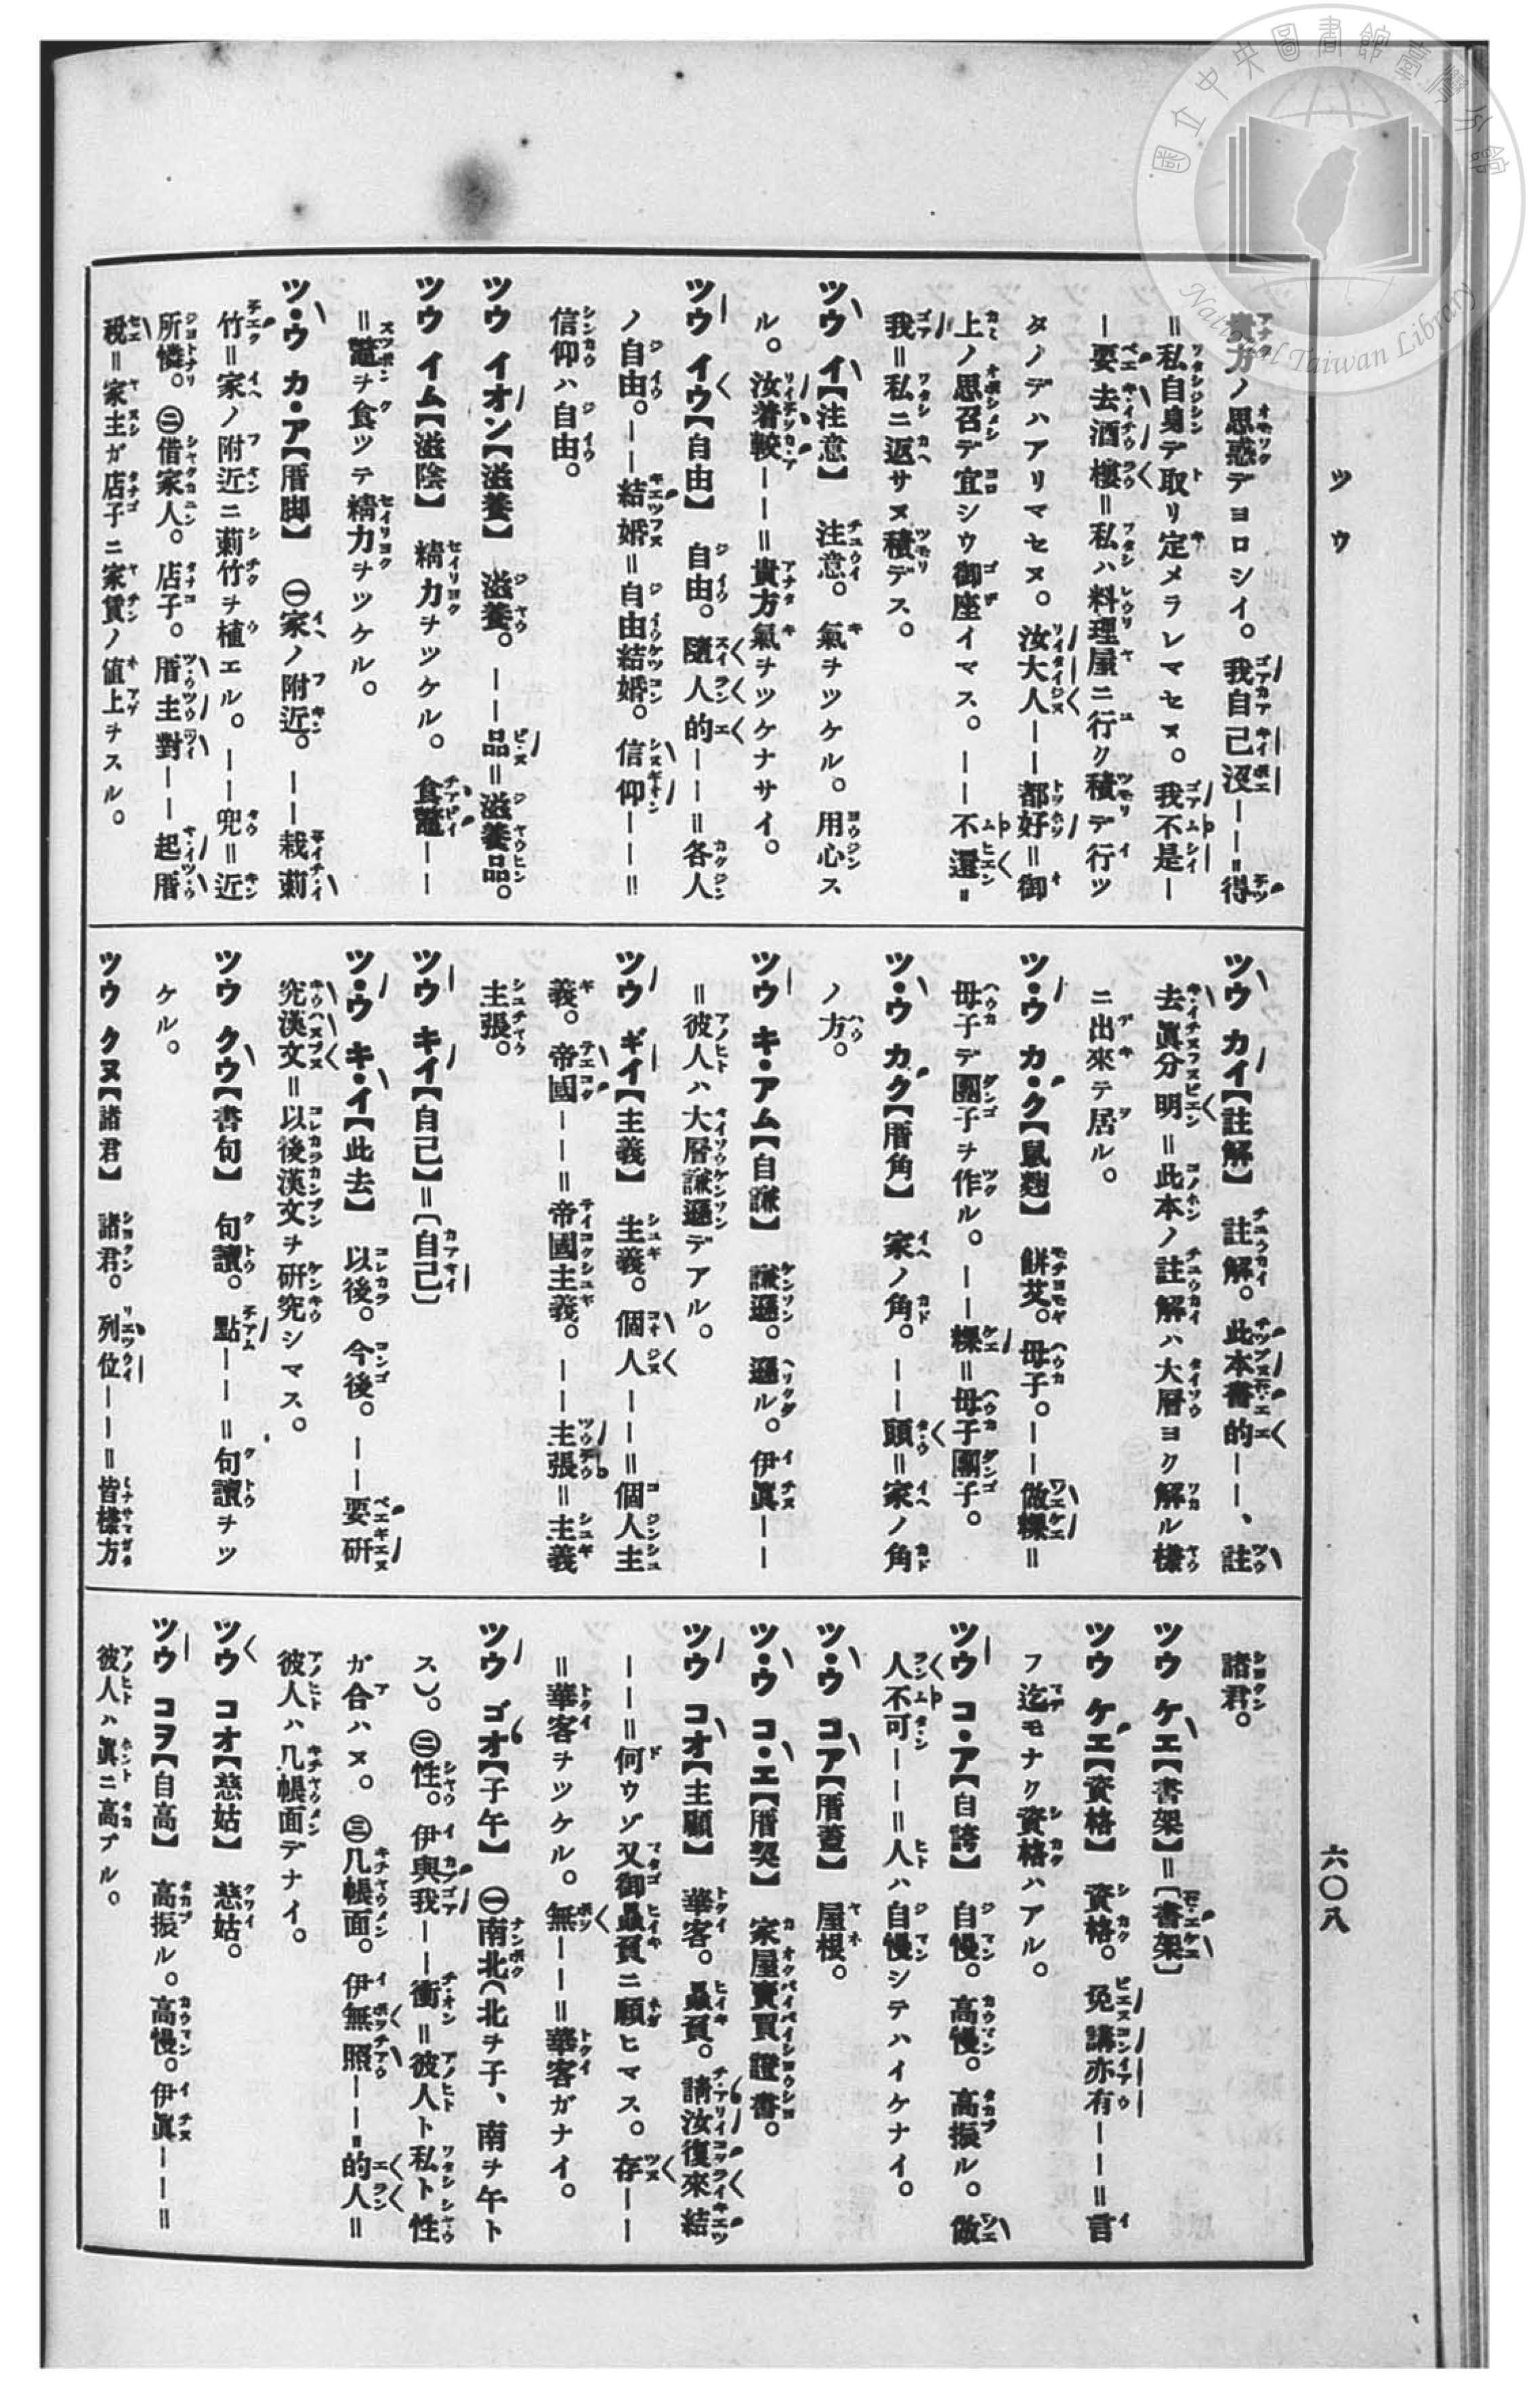 ツウ
六〇八
貴方ノ思惑デヨロシイ。我自己沒――=得
=私自身デ取リ定メラレマセヌ。我不是―
―要去酒樓=私ハ料理屋ニ行ク積デ行ツ
タノデハアリマセヌ。汝大人――都好=御
上ノ思召デ宜シウ御座イマス。――不還=
我=私ニ返サヌ積デス。
ツウ イ【注意】 注意。氣ヲツケル。用心ス
ル。汝着較――=貴方氣ヲツケナサイ。
ツウ イウ【自由】 自由。隨人的――=各人
ノ自由。――結婚=自由結婚。信仰――=
信仰ハ自由。
ツウ イオン【滋養】 滋養。――品=滋養品。
ツウ イム【滋陰】 精力ヲツケル。食鼈――
=鼈ヲ食ツテ精力ヲツケル。
ツ・ウ カ・ア【厝脚】 ㊀家ノ附近。――栽莿
竹=家ノ附近ニ莿竹ヲ植エル。――兜=近
所憐。㊁借家人。店子。厝主對――起厝
稅=家主ガ店子ニ家賃ノ値上ヲスル。
ツウ カイ【註解】 註解。此本書的――、註
去眞分明=此本ノ註解ハ大層ヨク解ル樣
ニ出來テ居ル。
ツ・ウ カ・ク【鼠麴】 餅艾。母子。――做粿=
母子デ團子ヲ作ル。――粿=母子團子。
ツ・ウ カク【厝角】 家ノ角。――頭=家ノ角
ノ方。
ツウ キ・アム【自謙】 謙遜。遜ル。伊眞――
=彼人ハ大層謙遜デアル。
ツウ ギイ【主義】 主義。個人――=個人主
義。帝國――=帝國主義。――主張=主義
主張。
ツウ キイ【自己】=〔自己〕
ツ・ウ キ・イ【此去】 以後。今後。――要研
究漢文=以後漢文ヲ硏究シマス。
ツウ クウ【書句】 句讀。點――=句讀ヲツ
ケル。
ツウ クヌ【諸君】 諸君。列位――=皆樣方
諸君。
ツウ ケエ【書架】=〔書架〕
ツウ ケエ【資格】 資格。免講亦有――=言
フ迄モナク資格ハアル。
ツウ コ・ア【自誇】 自慢。高慢。高振ル。做
人不可――=人ハ自慢シテハイケナイ。
ツ・ウ コア【厝蓋】 屋根。
ツ・ウ コ・エ【厝契】 家屋賣買證書。
ツウ コオ【主顧】 華客。贔屓。請汝復來結
――=何ウゾ又御贔屓ニ願ヒマス。存――
=華客ヲツケル。無――=華客ガナイ。
ツウ ゴオ【子午】 ㊀南北(北ヲ子、南ヲ午ト
ス)。㊁性。伊與我――衝=彼人ト私ト性
ガ合ハヌ。㊂几帳面。伊無照――=的人=
彼人ハ几帳面デナイ。
ツウ コオ【慈姑】 慈姑。
ツウ コヲ【自高】 高振ル。高慢。伊眞――=
彼人ハ眞ニ高ブル。
國立中央圖書館臺灣分館
National Taiwan Library